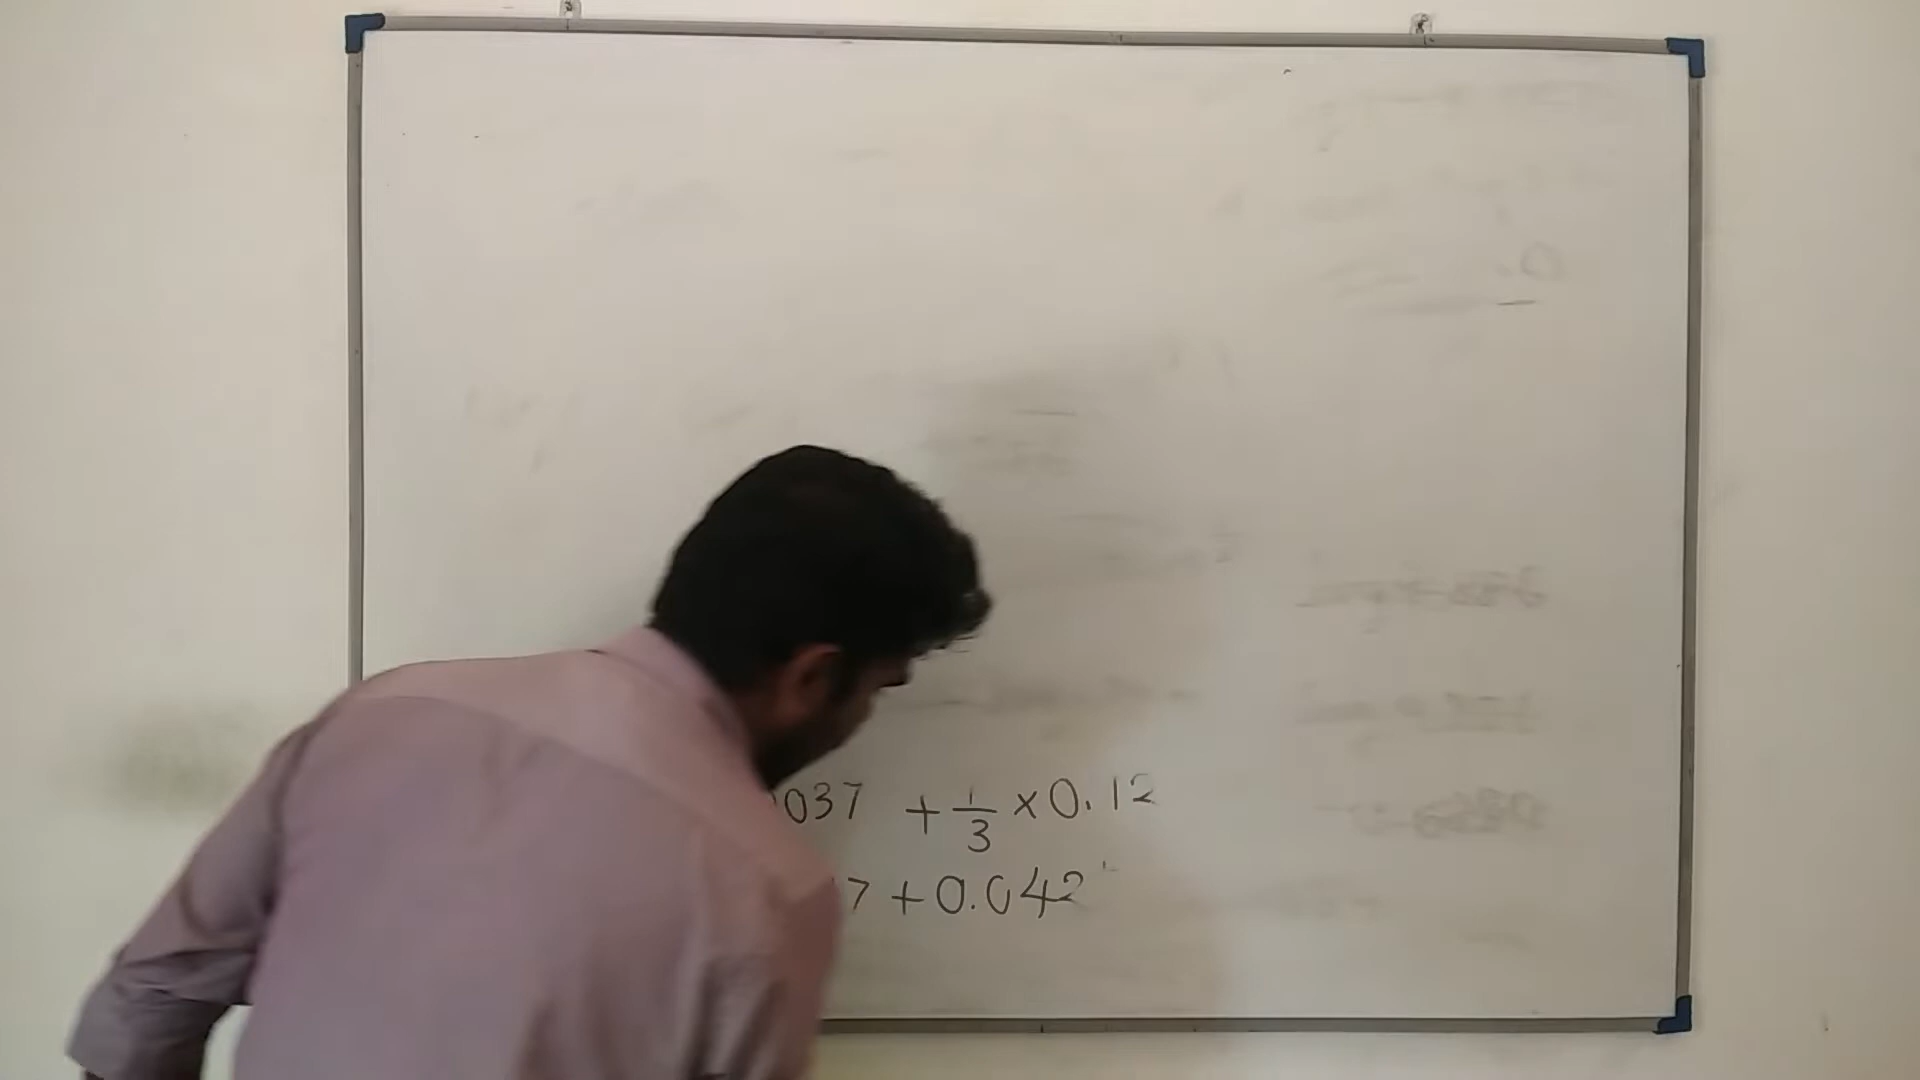 037 + 1/3 × 0.12
7 + 0.042